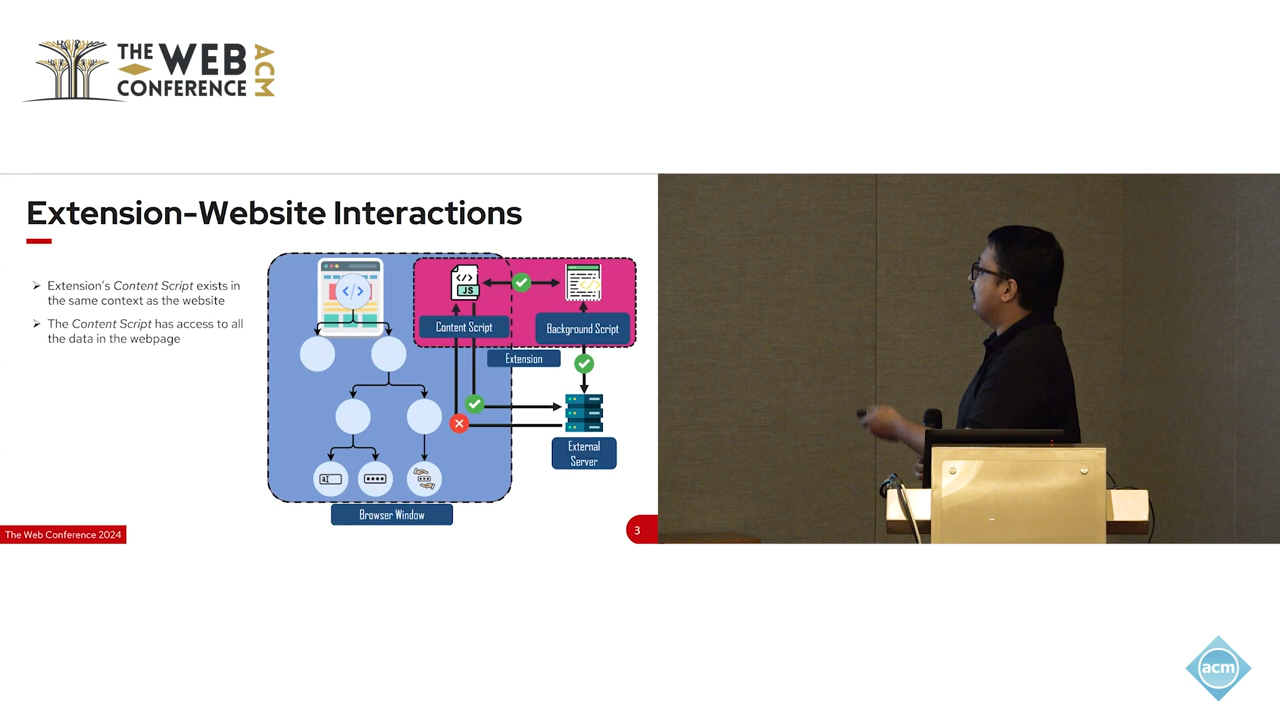 THE WEB
CONFERENCE
ACM
Extension-Website Interactions
➢ Extension's Content Script exists in
the same context as the website
➢ The Content Script has access to all
the data in the webpage
</>
</>
JS
Content Script
Background Script
Extension
External
Server
Browser Window
The Web Conference 2024
3
acm